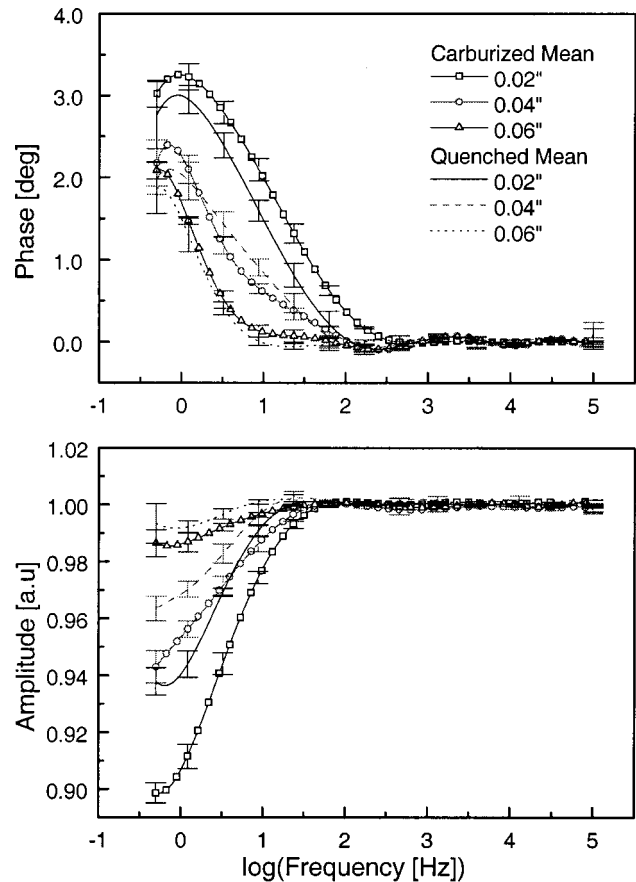 4.0
3.0
2.0
1.0
0.0
Phase [deg]
Carburized Mean
0.02"
0.04"
0.06"
Quenched Mean
0.02"
0.04"
0.06"
-1 0 1 2 3 4 5
1.02
1.00
0.98
0.96
0.94
0.92
0.90
Amplitude [a.u]
-1 0 1 2 3 4 5
log(Frequency [Hz])